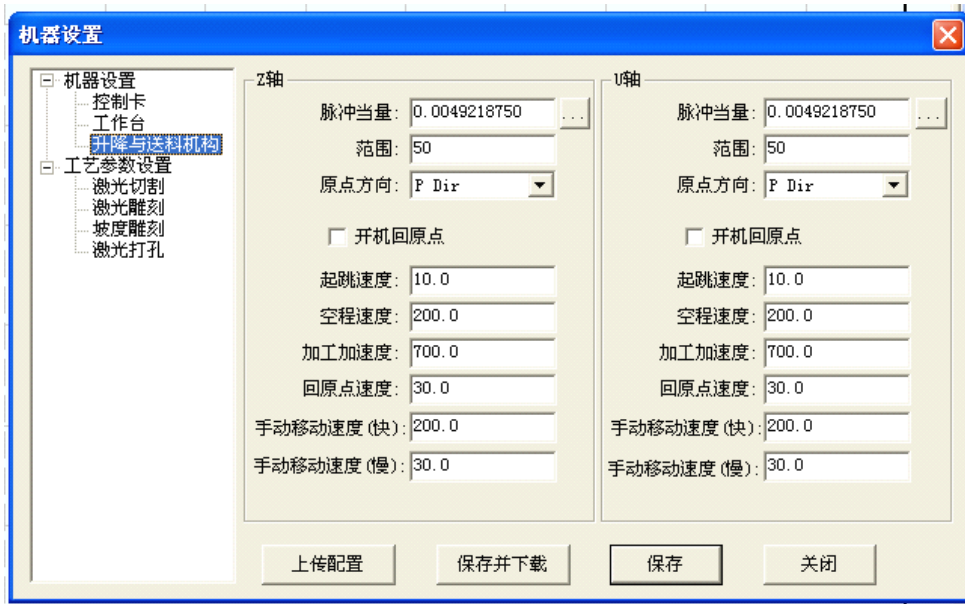 机器设置
机器设置
控制卡
工作台
升降与送料机构
工艺参数设置
激光切割
激光雕刻
坡度雕刻
激光打孔
Z轴
脉冲当量: 0.0049218750 ...
范围: 50
原点方向: P Dir
开机回原点
起跳速度: 10.0
空程速度: 200.0
加工加速度: 700.0
回原点速度: 30.0
手动移动速度(快): 200.0
手动移动速度(慢): 30.0
U轴
脉冲当量: 0.0049218750 ...
范围: 50
原点方向: P Dir
开机回原点
起跳速度: 10.0
空程速度: 200.0
加工加速度: 700.0
回原点速度: 30.0
手动移动速度(快): 200.0
手动移动速度(慢): 30.0
上传配置 保存并下载 保存 关闭